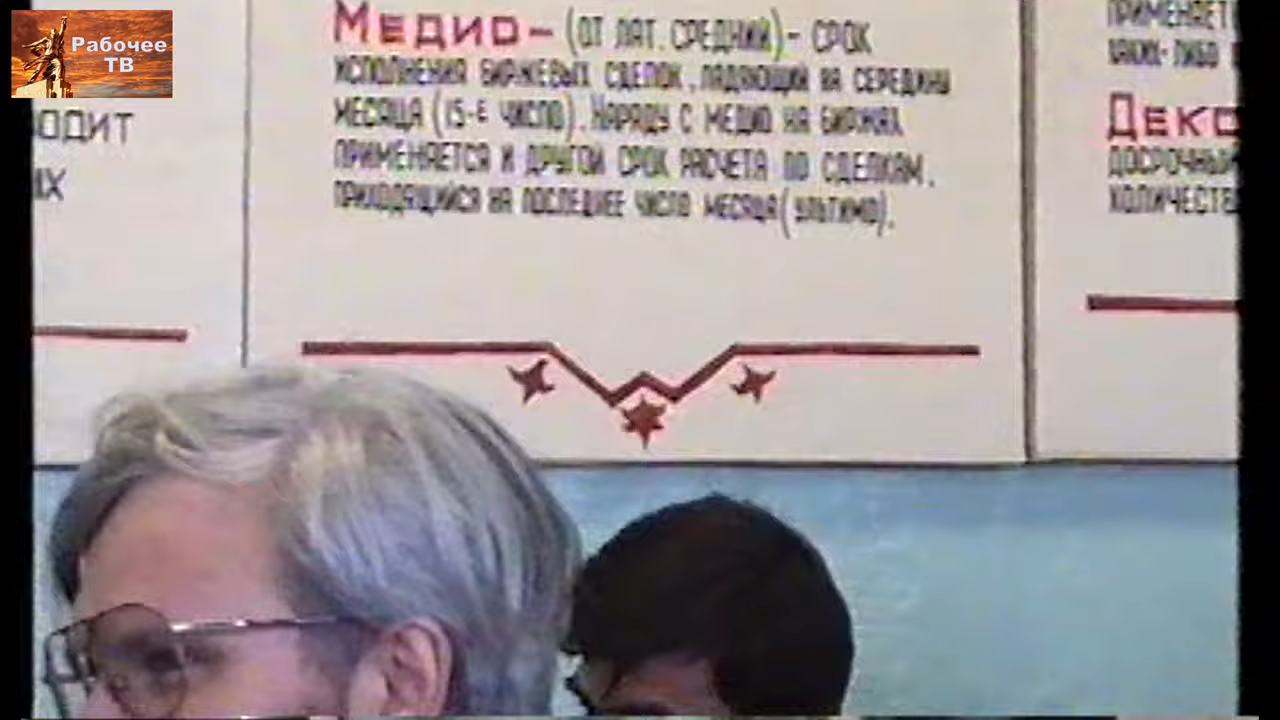 Рабочее
ТВ
МЕДИО- (ОТ ЛАТ. СРЕДНИЙ)- СРОК
ИСПОЛНЕНИЯ БИРЖЕВЫХ СДЕЛОК, ПАДАЮЩИЙ НА СЕРЕДИНУ
МЕСЯЦА (15-Е ЧИСЛО). НАРЯДУ С МЕДИО НА БИРЖАХ
ПРИМЕНЯЕТСЯ И ДРУГОЙ СРОК РАСЧЕТА ПО СДЕЛКАМ,
ПРИХОДЯЩИЙСЯ НА ПОСЛЕДНЕЕ ЧИСЛО МЕСЯЦА (УЛЬТИМО).
ОДИТ
ИХ
ПРИМЕНЯЕТ
КАКИХ-ЛИБО
ДЕКО
ДОСРОЧНЫЙ
КОЛИЧЕСТВ